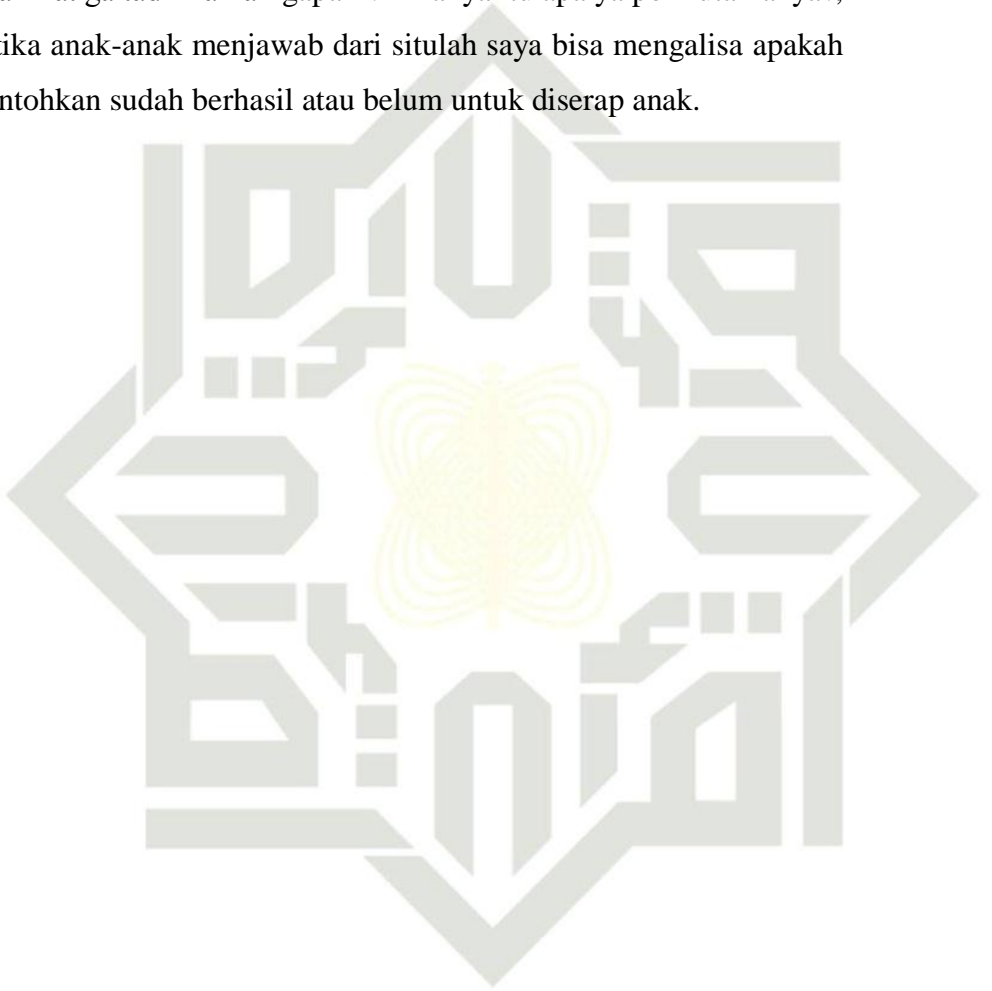 tika anak-anak menjawab dari situlah saya bisa mengalisa apakah
ntohkan sudah berhasil atau belum untuk diserap anak.